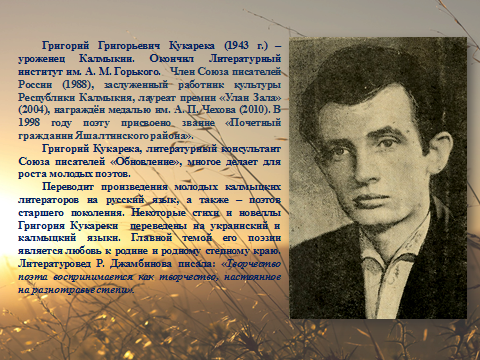 Григорий Григорьевич Кукарека (1943 г.) –
уроженец Калмыкии. Окончил Литературный
институт им. А. М. Горького. Член Союза писателей
России (1988), заслуженный работник культуры
Республики Калмыкия, лауреат премии «Улан Зала»
(2004), награждён медалью им. А. П. Чехова (2010). В
1998 году поэту присвоено звание «Почетный
гражданин Яшалтинского района».
Григорий Кукарека, литературный консультант
Союза писателей «Обновление», многое делает для
роста молодых поэтов.
Переводит произведения молодых калмыцких
литераторов на русский язык, а также – поэтов
старшего поколения. Некоторые стихи и новеллы
Григория Кукареки переведены на украинский и
калмыцкий языки. Главной темой его поэзии
является любовь к родине и родному степному краю.
Литературовед Р. Джамбинова писала: «Творчество
поэта воспринимается как творчество, настоянное
на разнотравье степи».